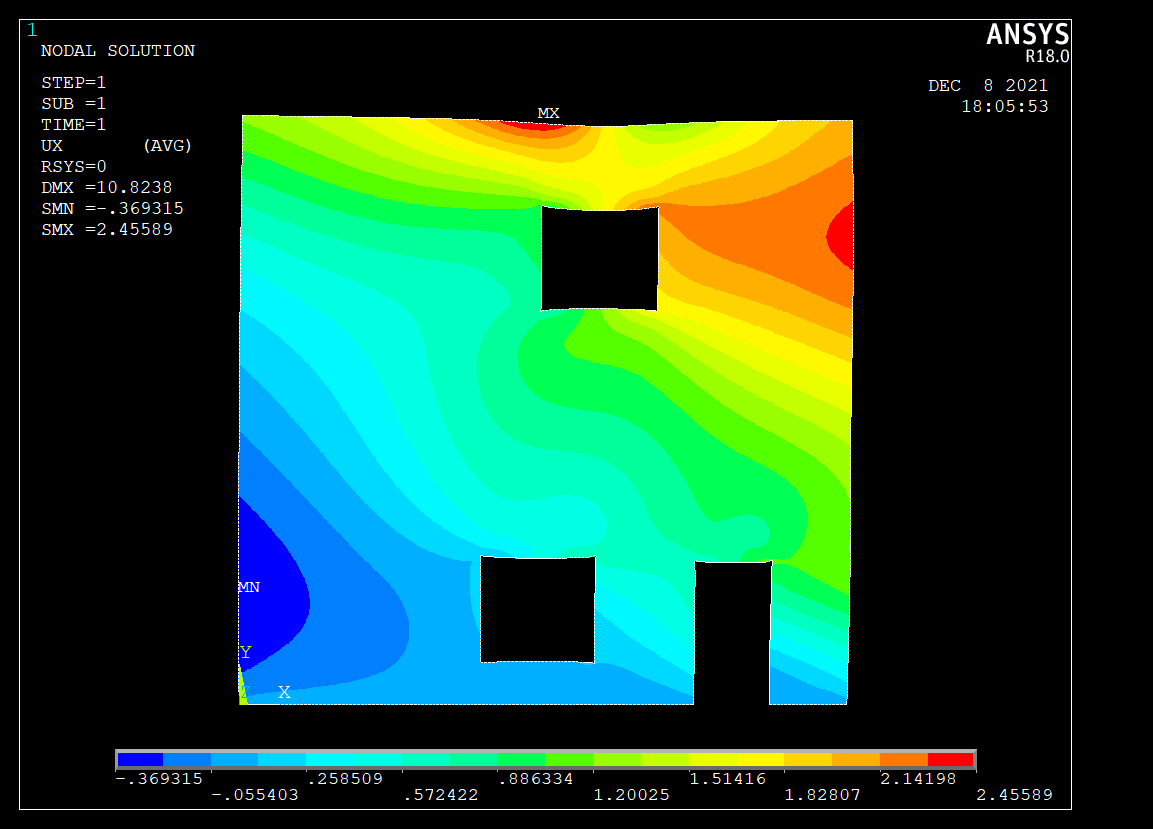 1
ANSYS
R18.0
NODAL SOLUTION
DEC 8 2021
18:05:53
STEP=1
SUB =1
TIME=1
UX (AVG)
RSYS=0
DMX =10.8238
SMN =-.369315
SMX =2.45589
MX
MN
Y
X
-.369315 .258509 .886334 1.51416 2.14198
-.055403 .572422 1.20025 1.82807 2.45589